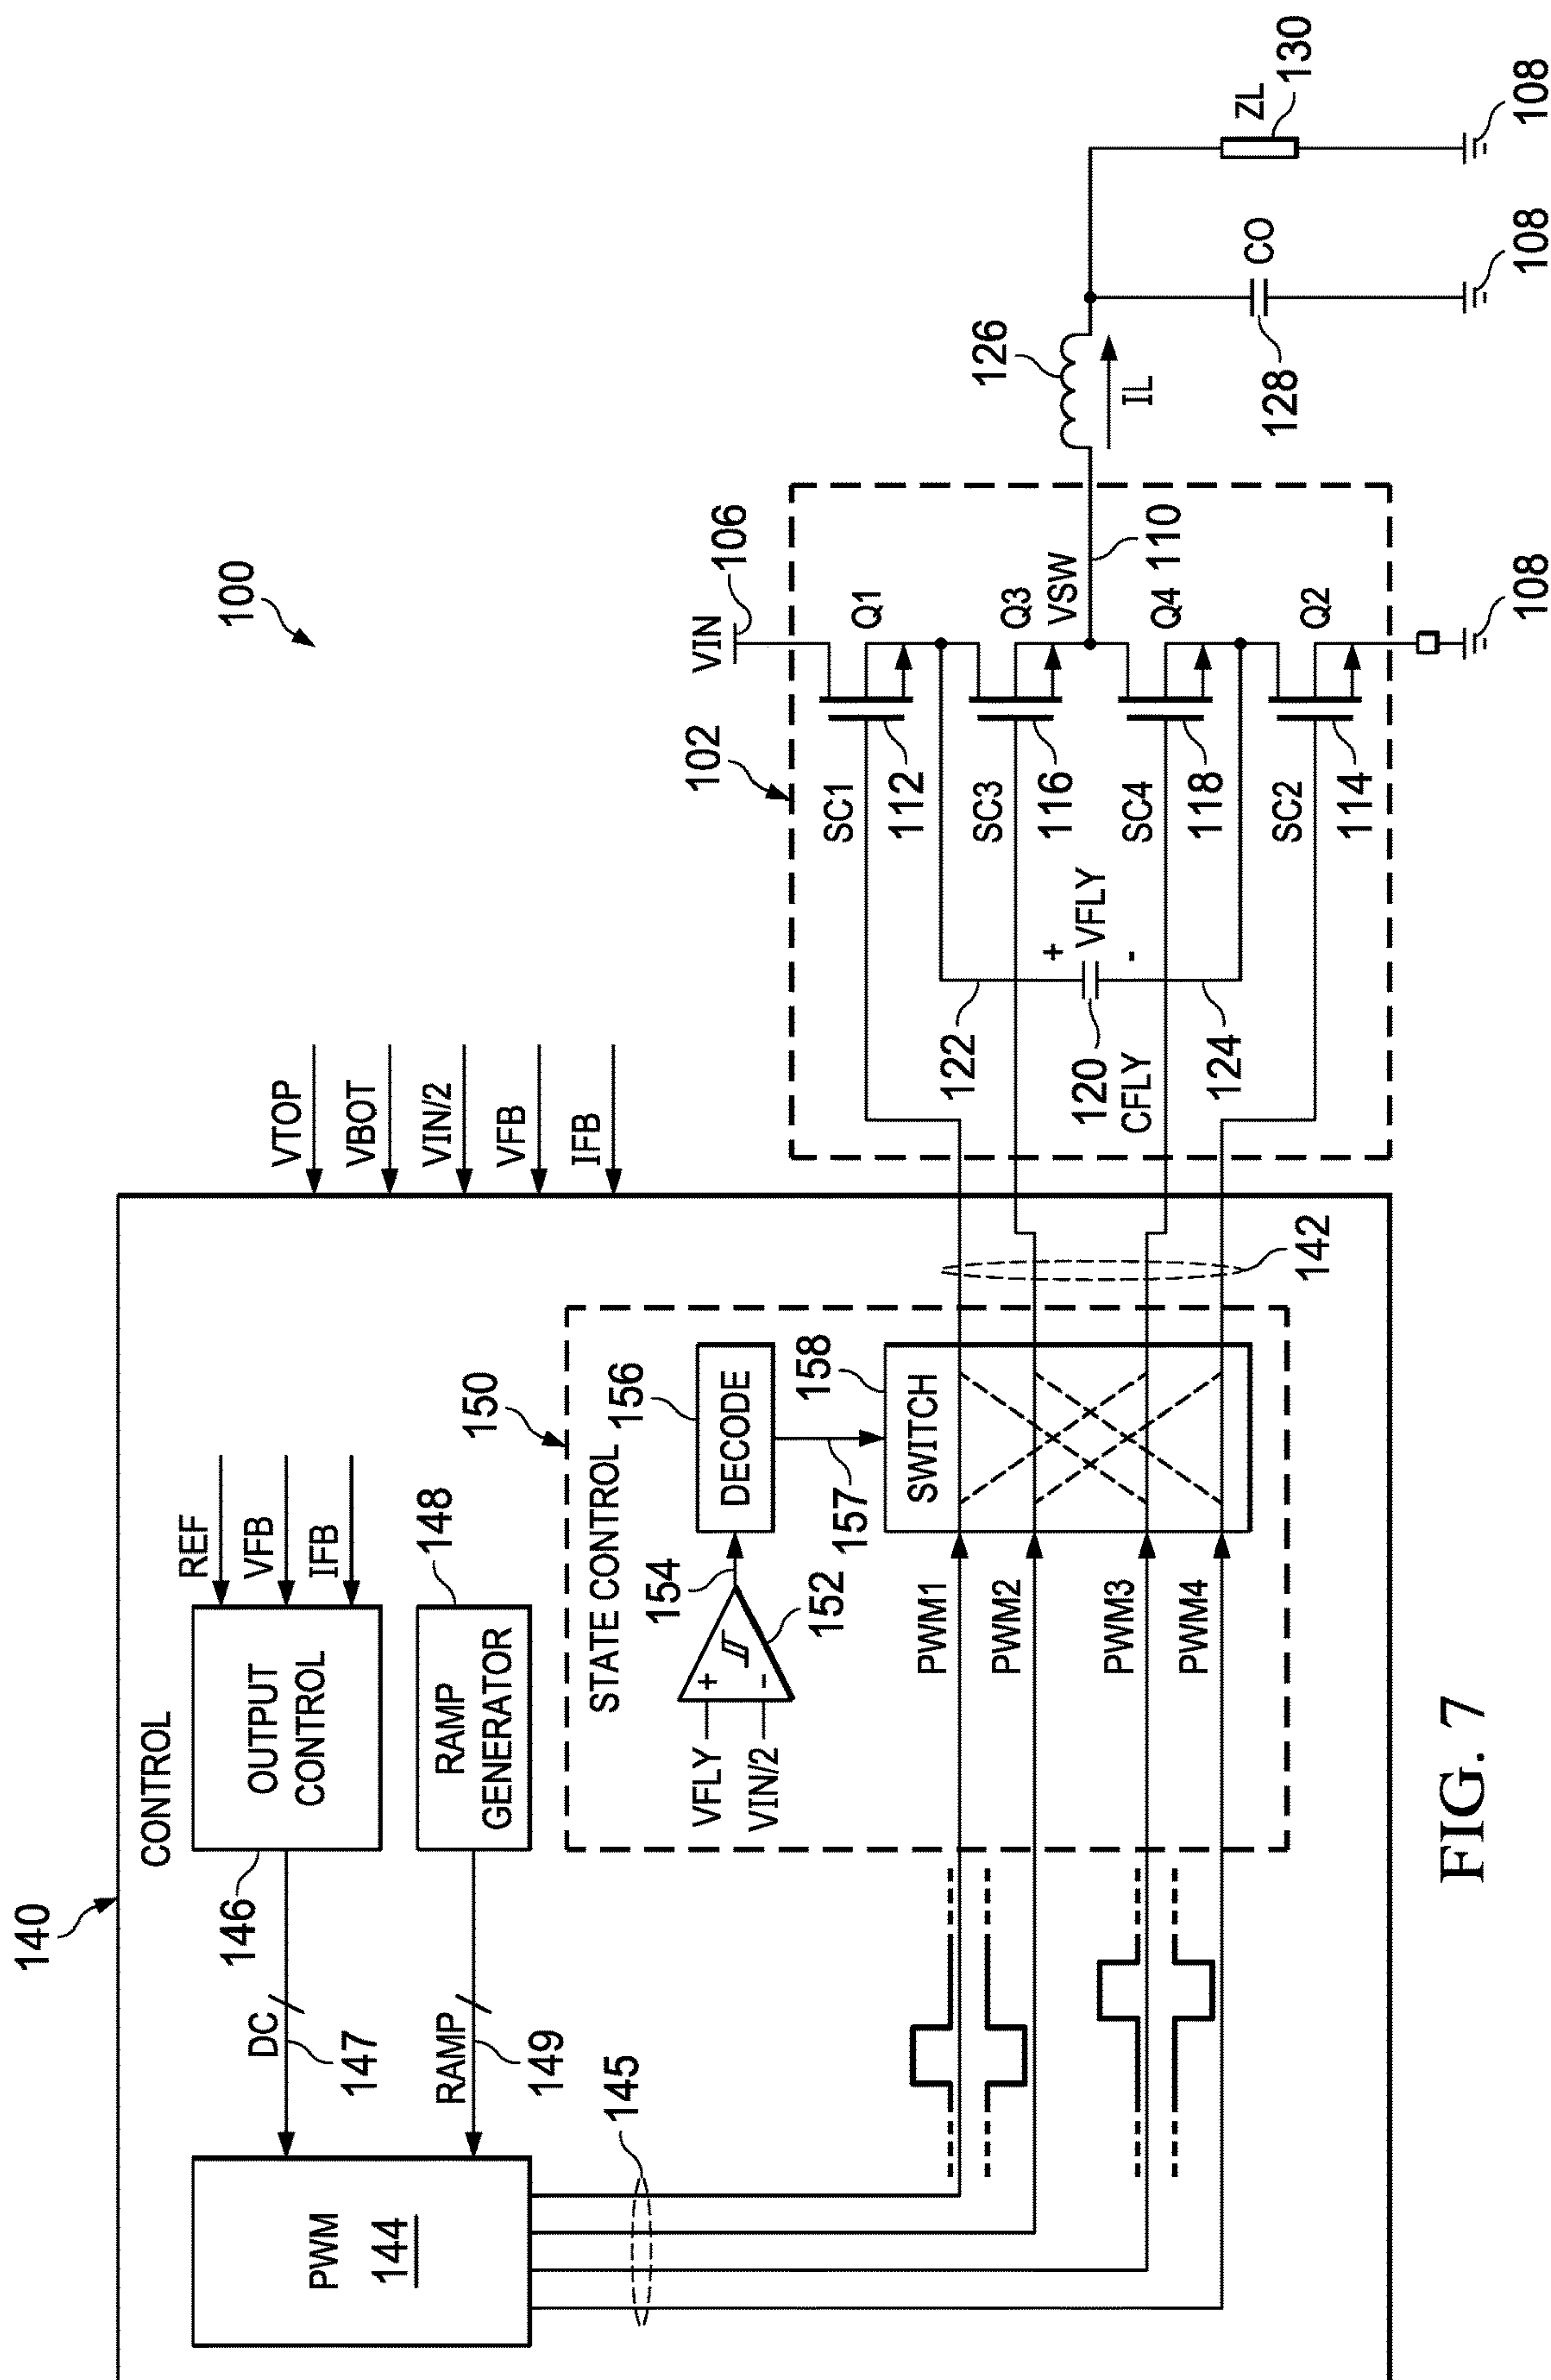 100
140
CONTROL
PWM
144
DC
147
146
OUTPUT
CONTROL
REF
VFB
IFB
RAMP
149
RAMP
GENERATOR
148
145
VTOP
VBOT
VIN/2
VFB
IFB
150
STATE CONTROL
VFLY
VIN/2
+
-
152
154
DECODE
156
157
SWITCH
158
PWM1
PWM2
PWM3
PWM4
142
102
VIN
106
SC1
112
Q1
SC3
116
Q3
VSW
110
SC4
118
Q4
SC2
114
Q2
108
122
+
VFLY
-
120
CFLY
124
126
IL
128
CO
108
ZL
130
108
FIG. 7